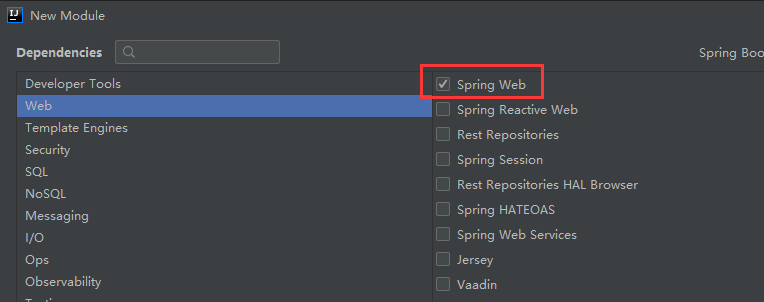 IJ New Module
Dependencies
Spring Boo
Developer Tools
Web
Template Engines
Security
SQL
NoSQL
Messaging
I/O
Ops
Observability
Spring Web
Spring Reactive Web
Rest Repositories
Spring Session
Rest Repositories HAL Browser
Spring HATEOAS
Spring Web Services
Jersey
Vaadin